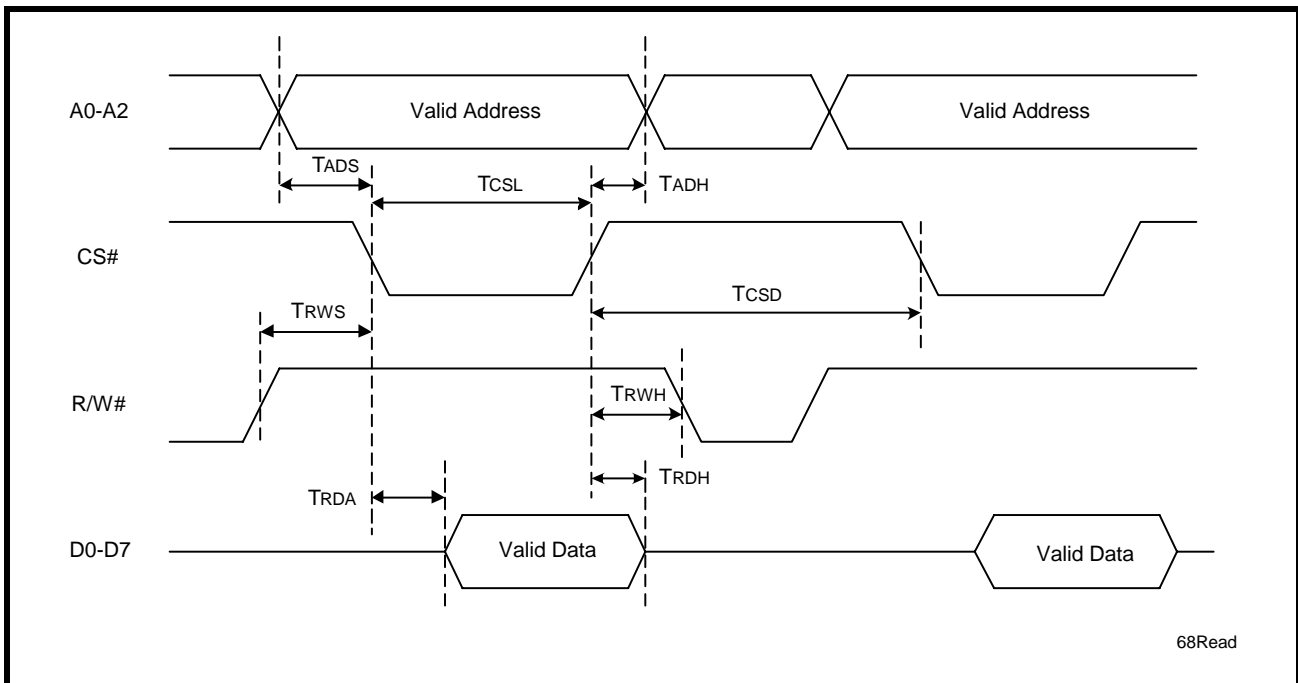 A0-A2
Valid Address
Valid Address
TADS
TCSL
TADH
CS#
TCSD
TRWS
R/W#
TRWH
TRDH
TRDA
D0-D7
Valid Data
Valid Data
68Read